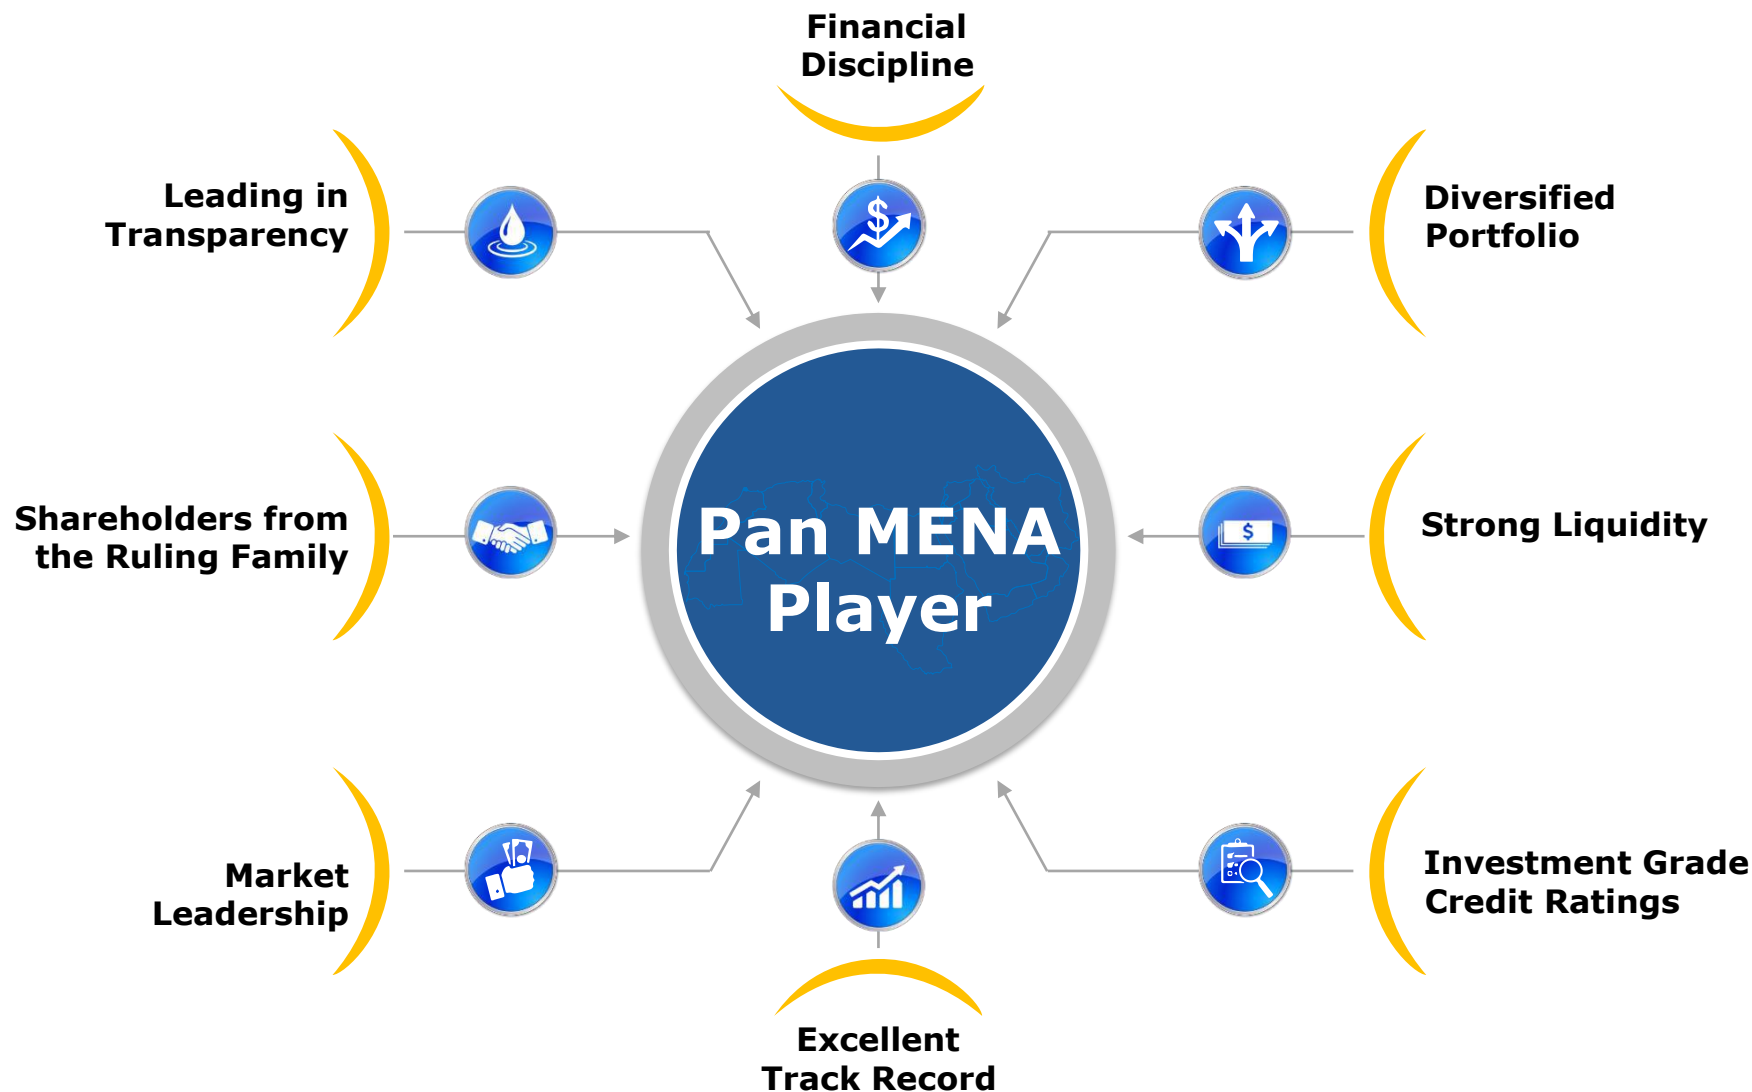 Financial
Discipline
Leading in
Transparency
$
Diversified
Portfolio
Shareholders from
the Ruling Family
Pan MENA
Player
$
Strong Liquidity
Market
Leadership
Investment Grade
Credit Ratings
Excellent
Track Record